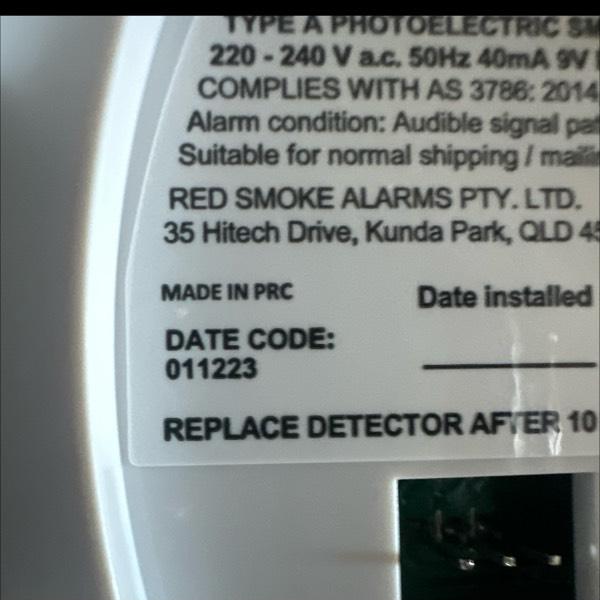 TYPE A PHOTOELECTRIC
220 - 240 V a.c. 50Hz 40mA 9V
COMPLIES WITH AS 3786: 2014
Alarm condition: Audible signal
Suitable for normal shipping /
RED SMOKE ALARMS PTY. LTD.
35 Hitech Drive, Kunda Park, QLD
MADE IN PRC
Date installed
DATE CODE:
011223
REPLACE DETECTOR AFTER 10